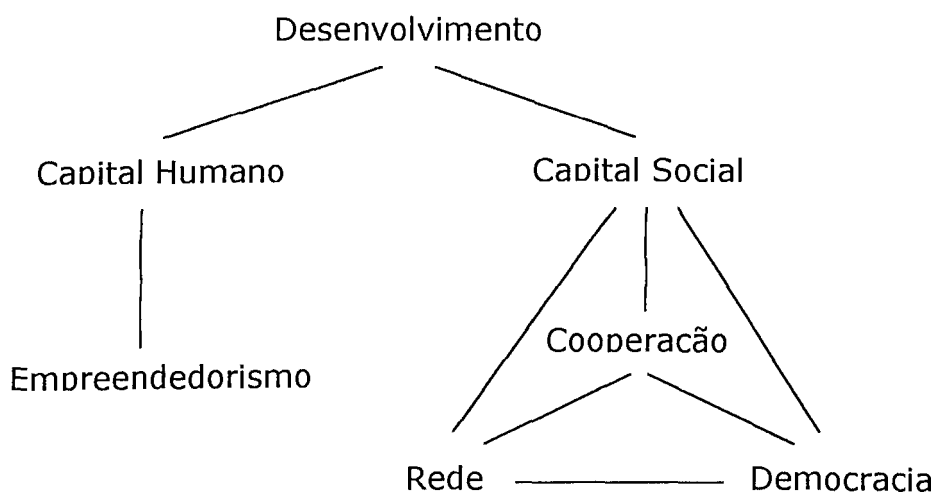 Desenvolvimento
Capital Humano Capital Social
Cooperação
Empreendedorismo
Rede Democracia